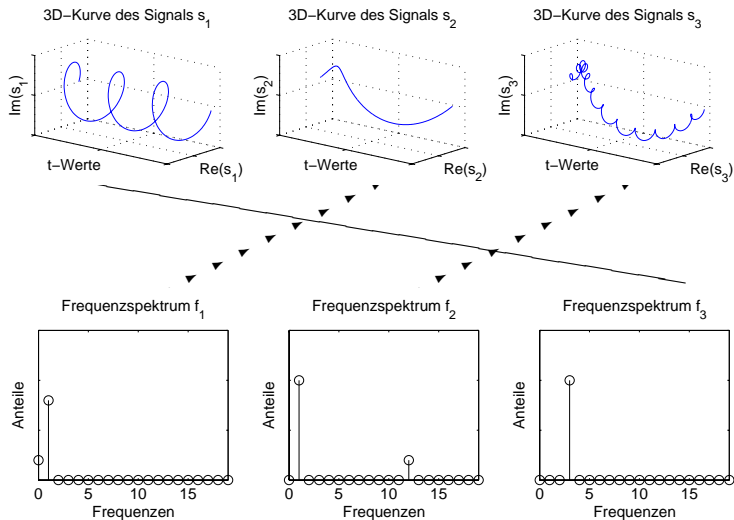 3D−Kurve des Signals s1
3D−Kurve des Signals s2
3D−Kurve des Signals s3
Im(s1)
t−Werte
Re(s1)
Im(s2)
t−Werte
Re(s2)
Im(s3)
t−Werte
Re(s3)
Frequenzspektrum f1
Frequenzspektrum f2
Frequenzspektrum f3
Anteile
0 5 10 15
Frequenzen
Anteile
0 5 10 15
Frequenzen
Anteile
0 5 10 15
Frequenzen